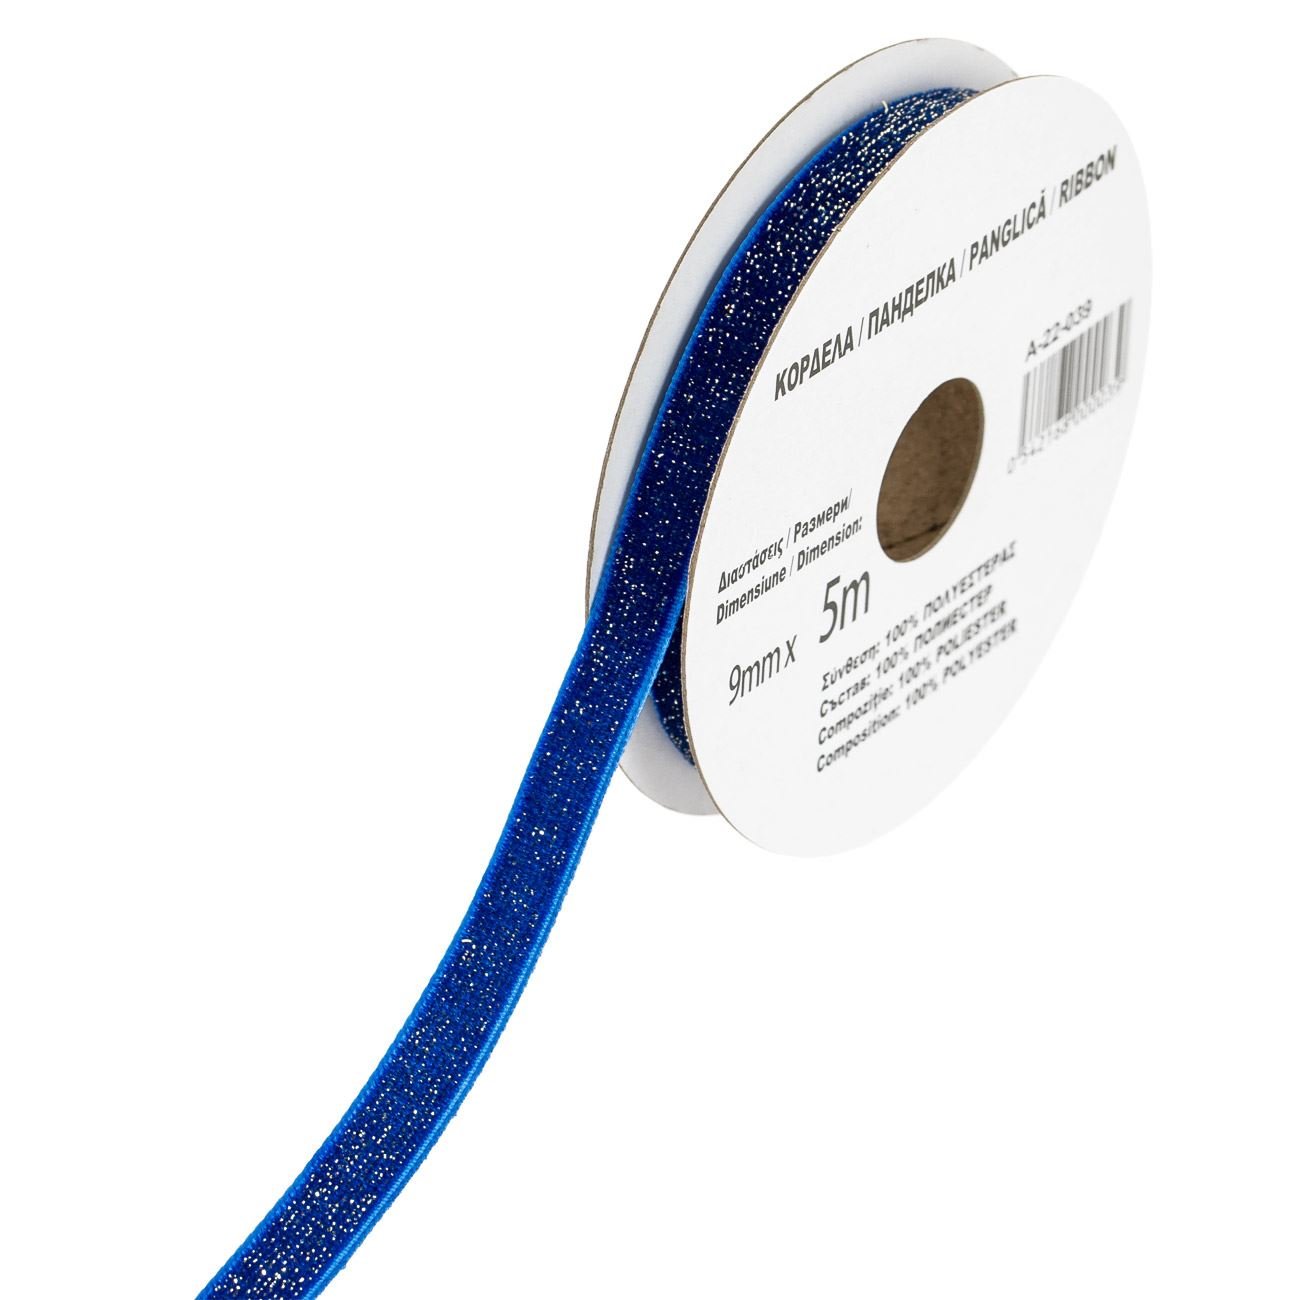 ΚΟΡΔΕΛΑ / ПАНДЕЛКА / PANGLICĂ / RIBBON
A-22-039
Διαστάσεις / Размери/
Dimensiune / Dimension:
9mm x 5m
Σύνθεση: 100% ΠΟΛΥΕΣΤΕΡΑΣ
Състав: 100% ПОЛИЕСТЕР
Compoziție: 100% POLIESTER
Composition: 100% POLYESTER